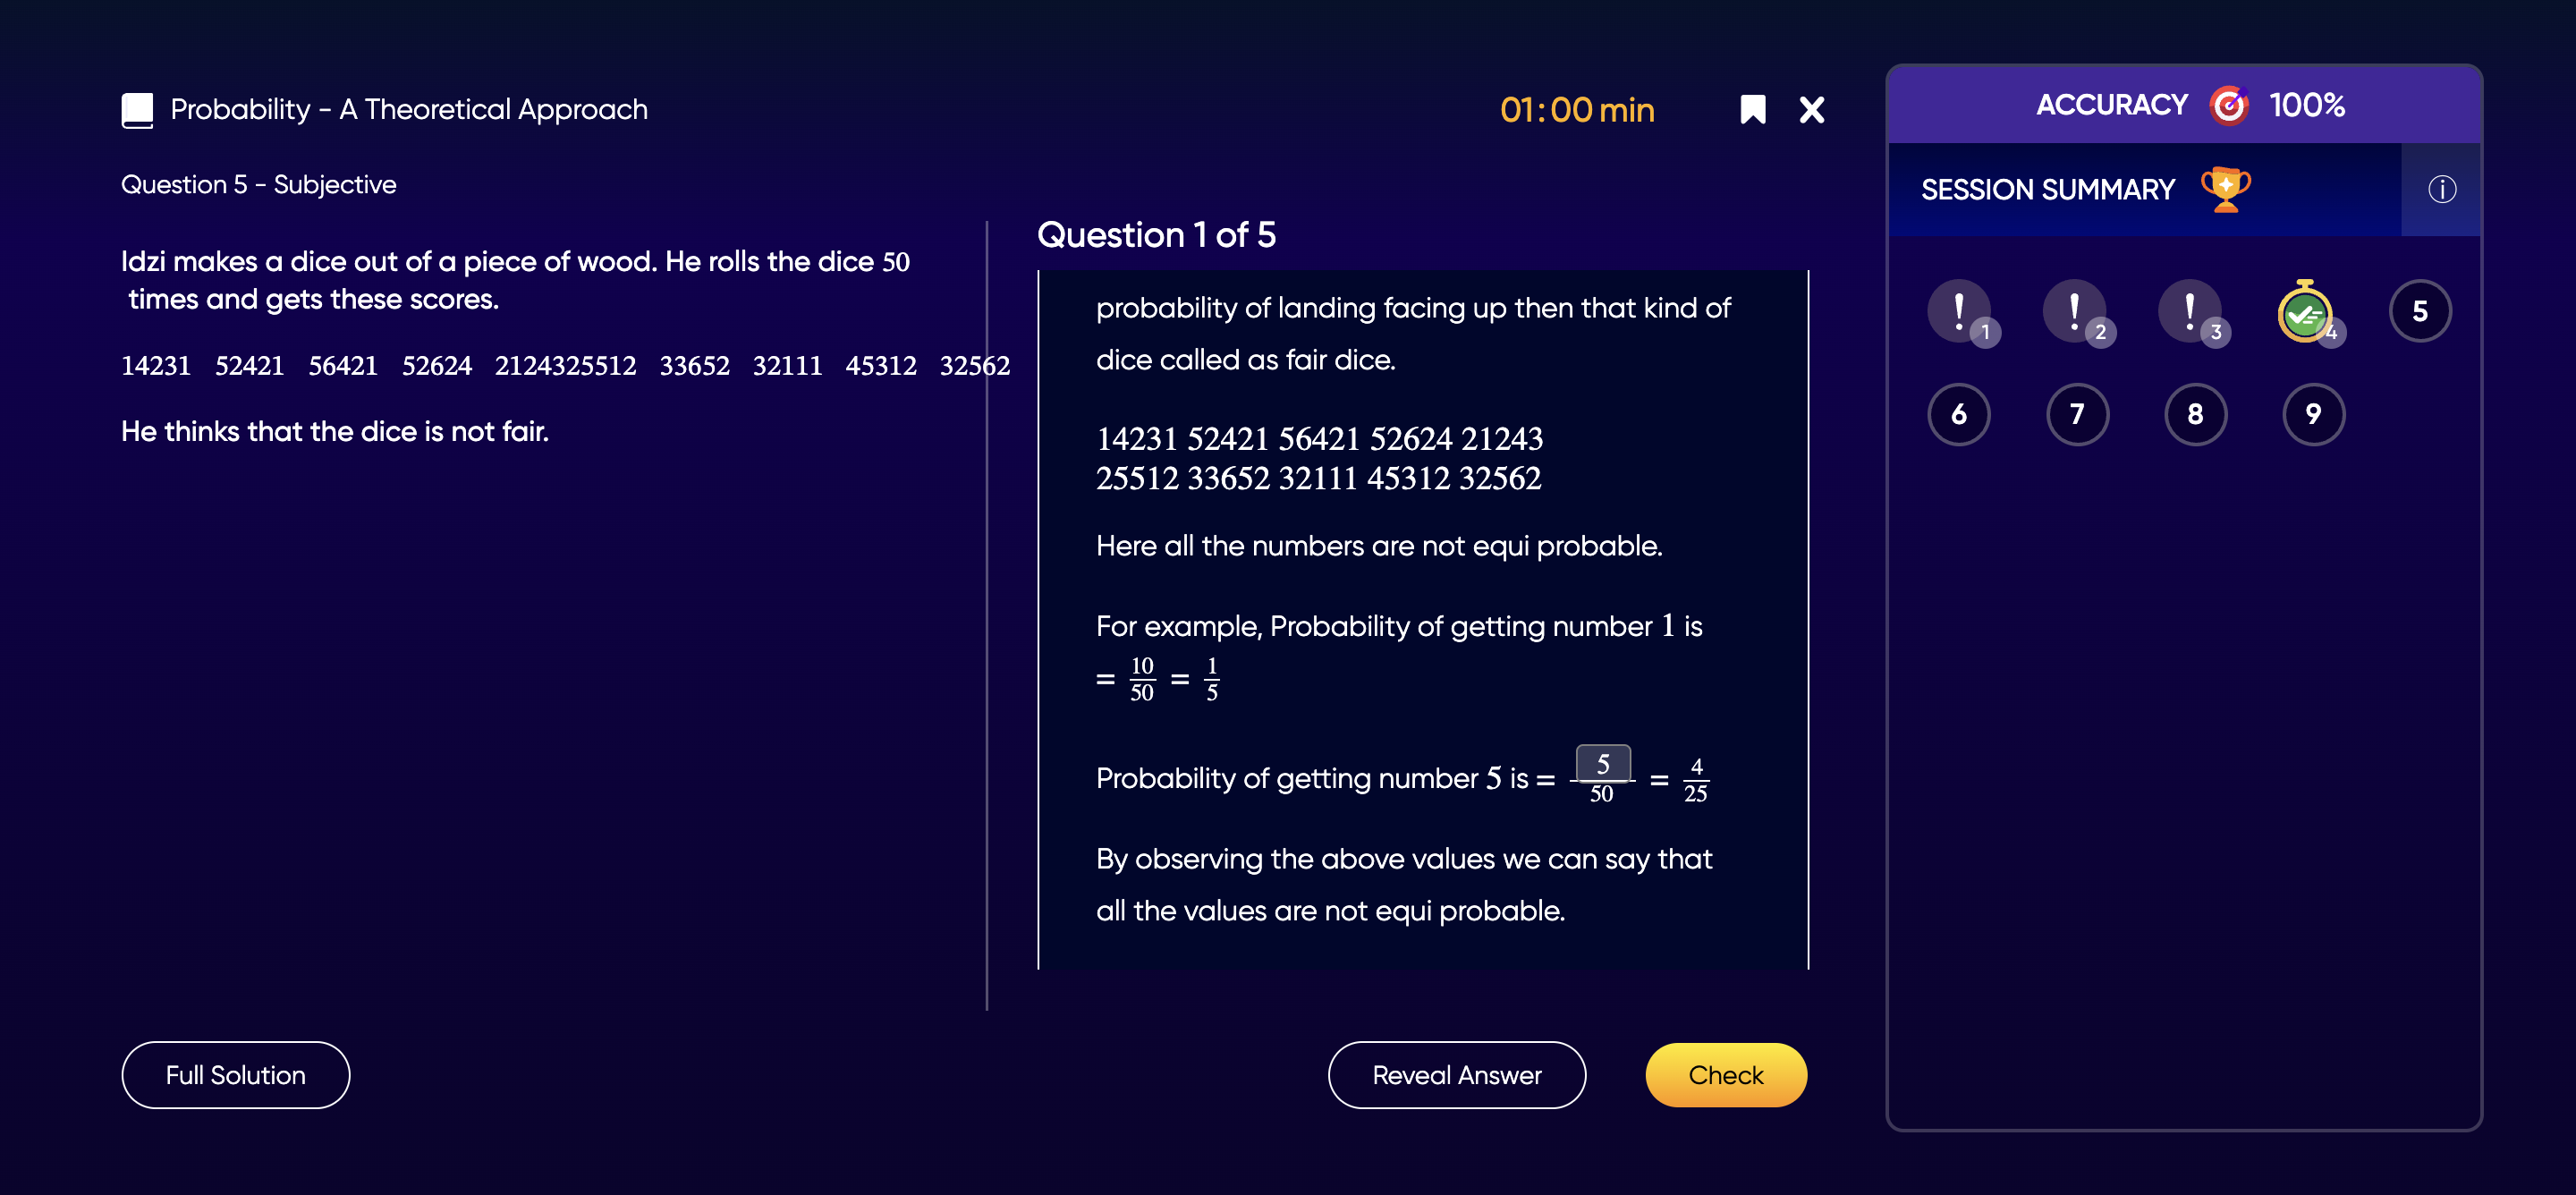 Probability - A Theoretical Approach
01:00 min
Question 5 - Subjective
Idzi makes a dice out of a piece of wood. He rolls the dice 50
times and gets these scores.
14231 52421 56421 52624 2124325512 33652 32111 45312 32562
He thinks that the dice is not fair.
Full Solution
Question 1 of 5
probability of landing facing up then that kind of
dice called as fair dice.
14231 52421 56421 52624 21243
25512 33652 32111 45312 32562
Here all the numbers are not equi probable.
For example, Probability of getting number 1 is
= 10/50 = 1/5
Probability of getting number 5 is = 5/50 = 4/25
By observing the above values we can say that
all the values are not equi probable.
Reveal Answer
Check
ACCURACY 100%
SESSION SUMMARY
! 1 ! 2 ! 3 4 5
6 7 8 9